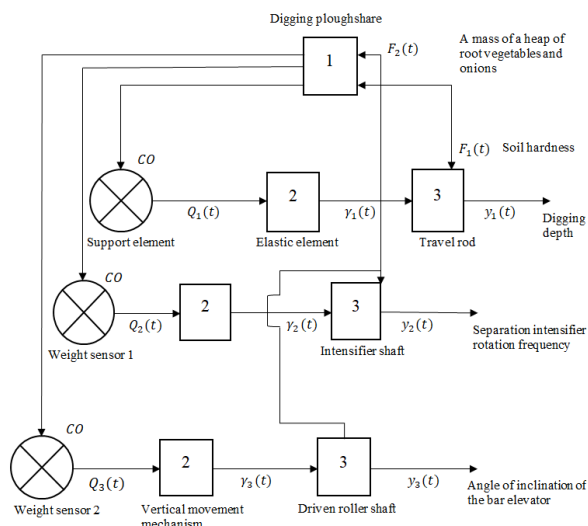 Digging ploughshare
1
F₂(t)
A mass of a heap of
root vegetables and
onions
CO
F₁(t)
Soil hardness
Q₁(t)
2
γ₁(t)
3
y₁(t)
Support element
Elastic element
Travel rod
Digging
depth
CO
Q₂(t)
2
γ₂(t)
3
y₂(t)
Weight sensor 1
Intensifier shaft
Separation intensifier
rotation frequency
CO
Q₃(t)
2
γ₃(t)
3
y₃(t)
Weight sensor 2
Vertical movement
mechanism
Driven roller shaft
Angle of inclination of
the bar elevator